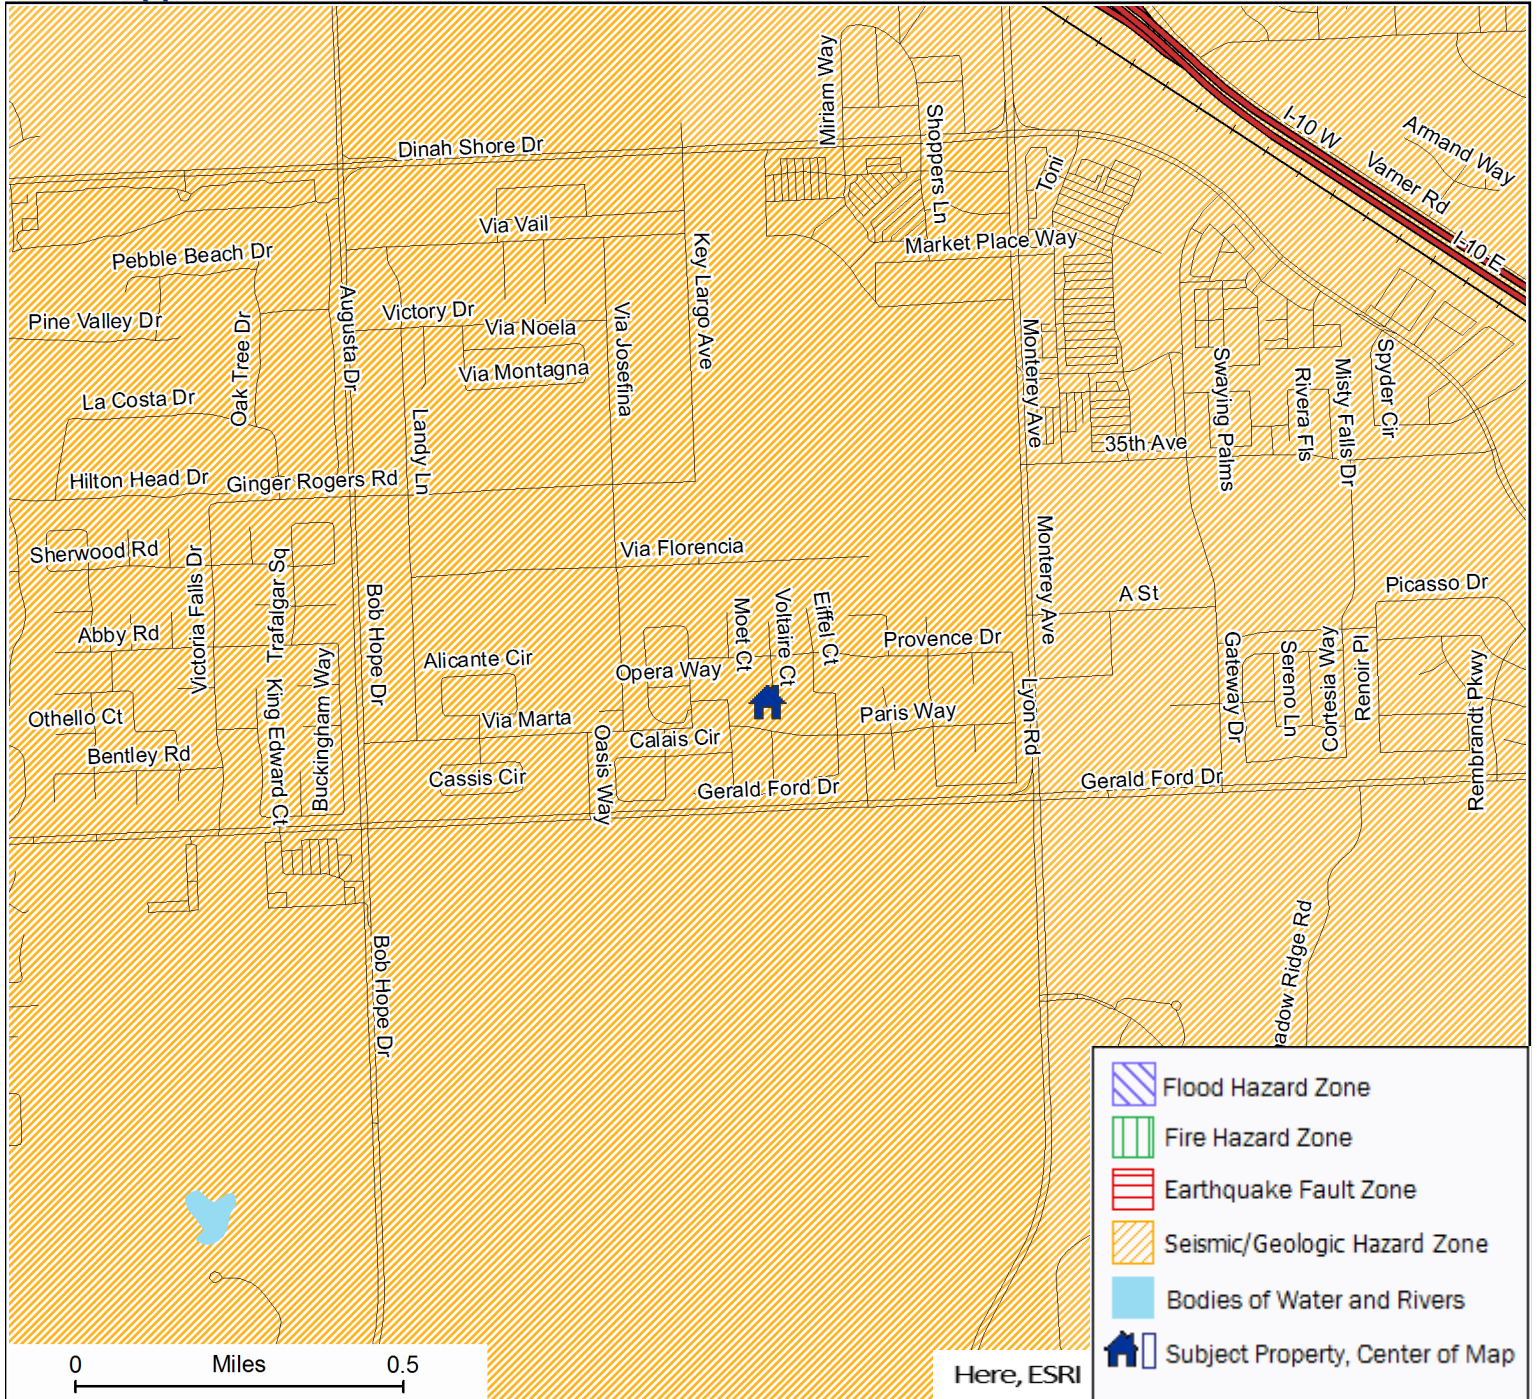 Miriam Way
Shoppers Ln
Dinah Shore Dr
Toni
I-10 W
Armand Way
Varner Rd
I-10 E
Via Vail
Market Place Way
Pebble Beach Dr
Key Largo Ave
Pine Valley Dr
Oak Tree Dr
Augusta Dr
Victory Dr
Via Noela
Via Josefina
Via Montagna
Monterey Ave
Swaying Palms
Rivera Fls
Misty Falls Dr
Spyder Cir
La Costa Dr
Landy Ln
35th Ave
Hilton Head Dr
Ginger Rogers Rd
Sherwood Rd
Victoria Falls Dr
Trafalgar Sq
Via Florencia
Monterey Ave
Bob Hope Dr
Moet Ct
Voltaire Ct
Eiffel Ct
A St
Picasso Dr
Abby Rd
King Edward Ct
Buckingham Way
Alicante Cir
Opera Way
Provence Dr
Gateway Dr
Sereno Ln
Cortesia Way
Renoir Pl
Rembrandt Pkwy
Othello Ct
Via Marta
Paris Way
Lyon Rd
Bentley Rd
Oasis Way
Calais Cir
Cassis Cir
Gerald Ford Dr
Gerald Ford Dr
Bob Hope Dr
adow Ridge Rd
Flood Hazard Zone
Fire Hazard Zone
Earthquake Fault Zone
Seismic/Geologic Hazard Zone
Bodies of Water and Rivers
Subject Property, Center of Map
0 Miles 0.5
Here, ESRI